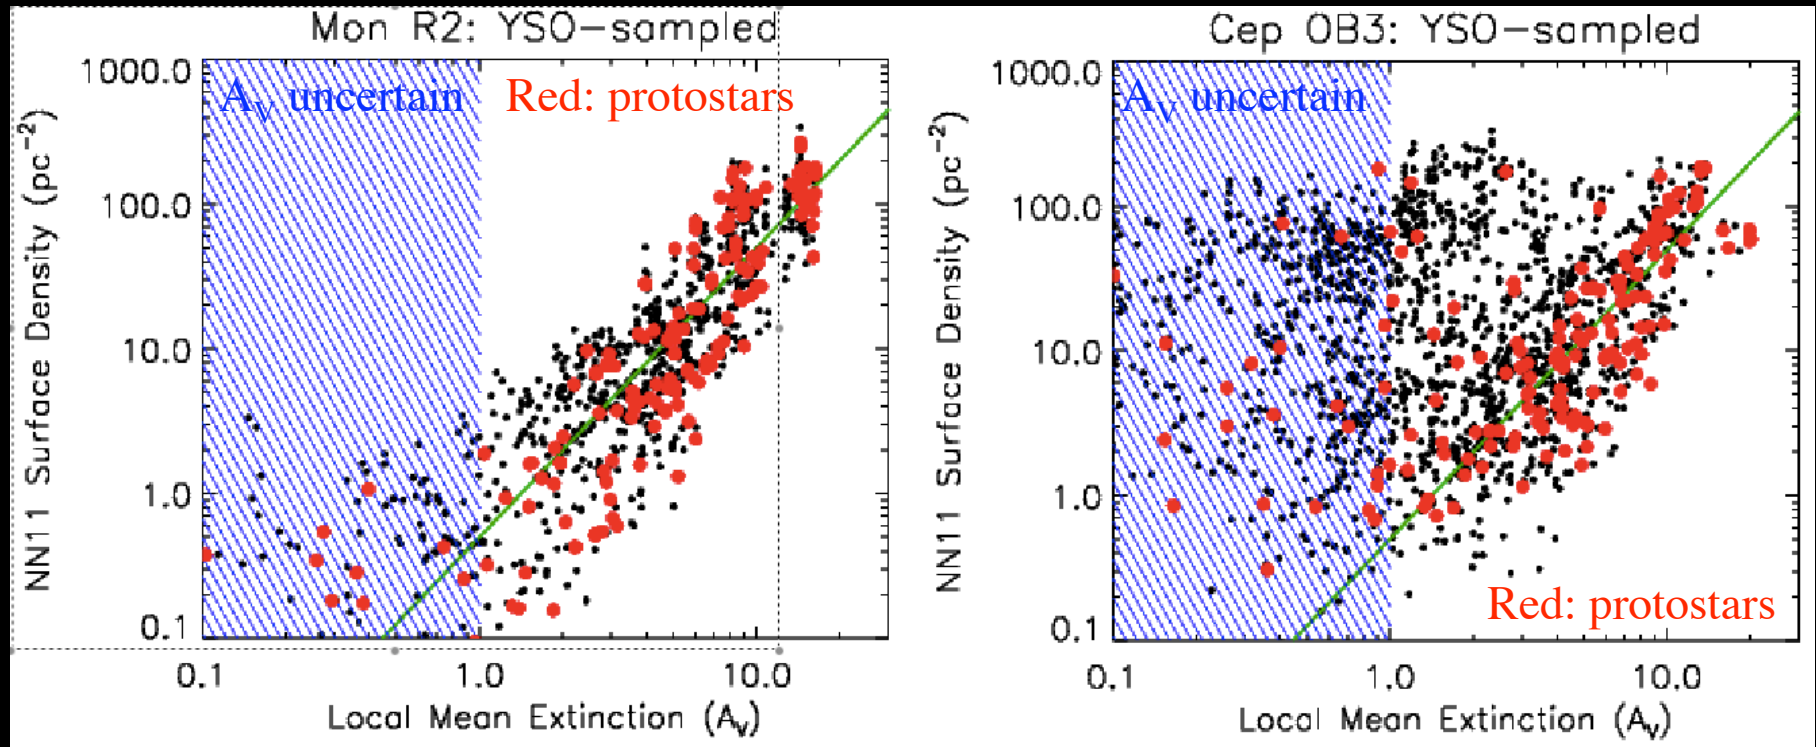 Mon R2: YSO-sampled
1000.0
100.0
10.0
1.0
0.1
NN11 Surface Density (pc⁻²)
A_V uncertain
Red: protostars
0.1 1.0 10.0
Local Mean Extinction (A_V)
Cep OB3: YSO-sampled
1000.0
100.0
10.0
1.0
0.1
NN11 Surface Density (pc⁻²)
A_V uncertain
Red: protostars
0.1 1.0 10.0
Local Mean Extinction (A_V)